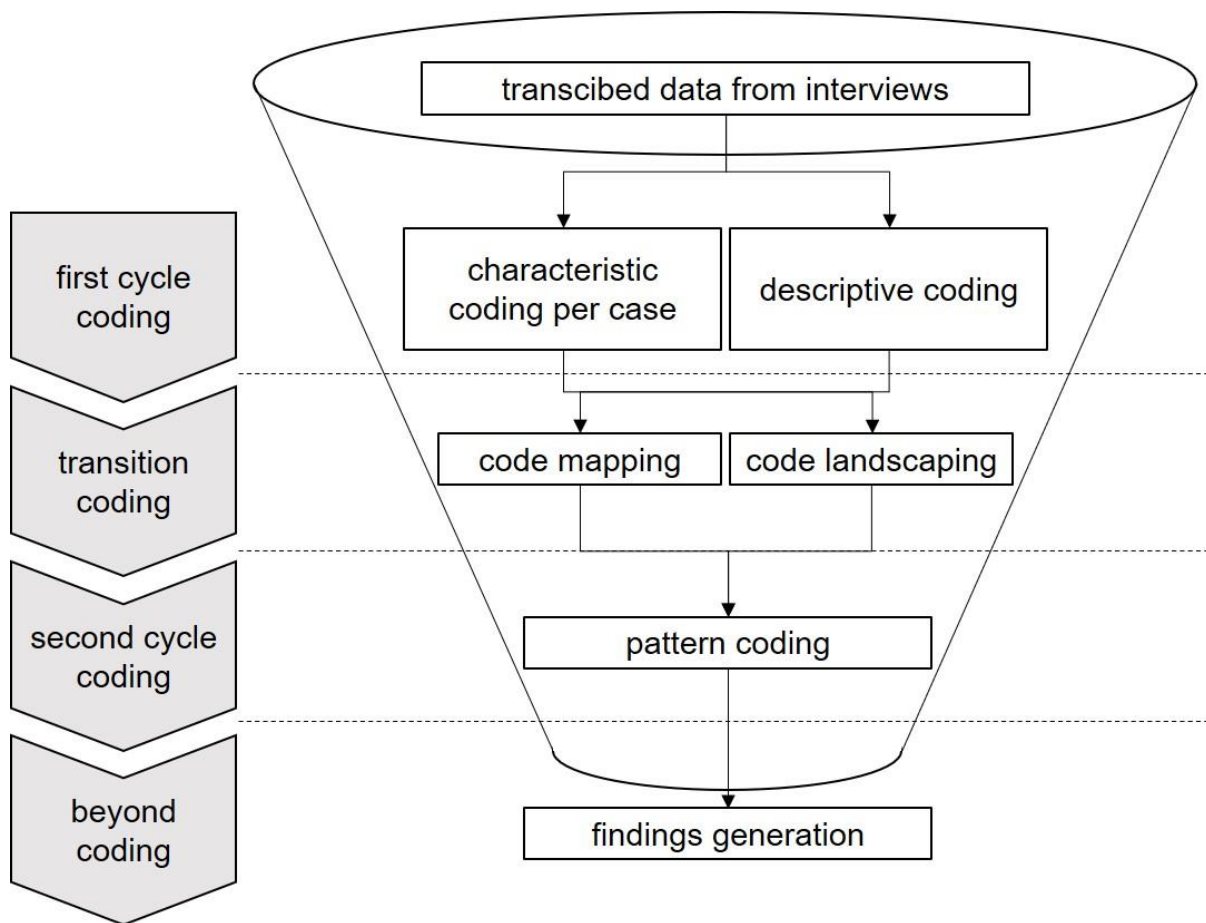 transcibed data from interviews
first cycle
coding
characteristic
coding per case
descriptive coding
transition
coding
code mapping
code landscaping
second cycle
coding
pattern coding
beyond
coding
findings generation